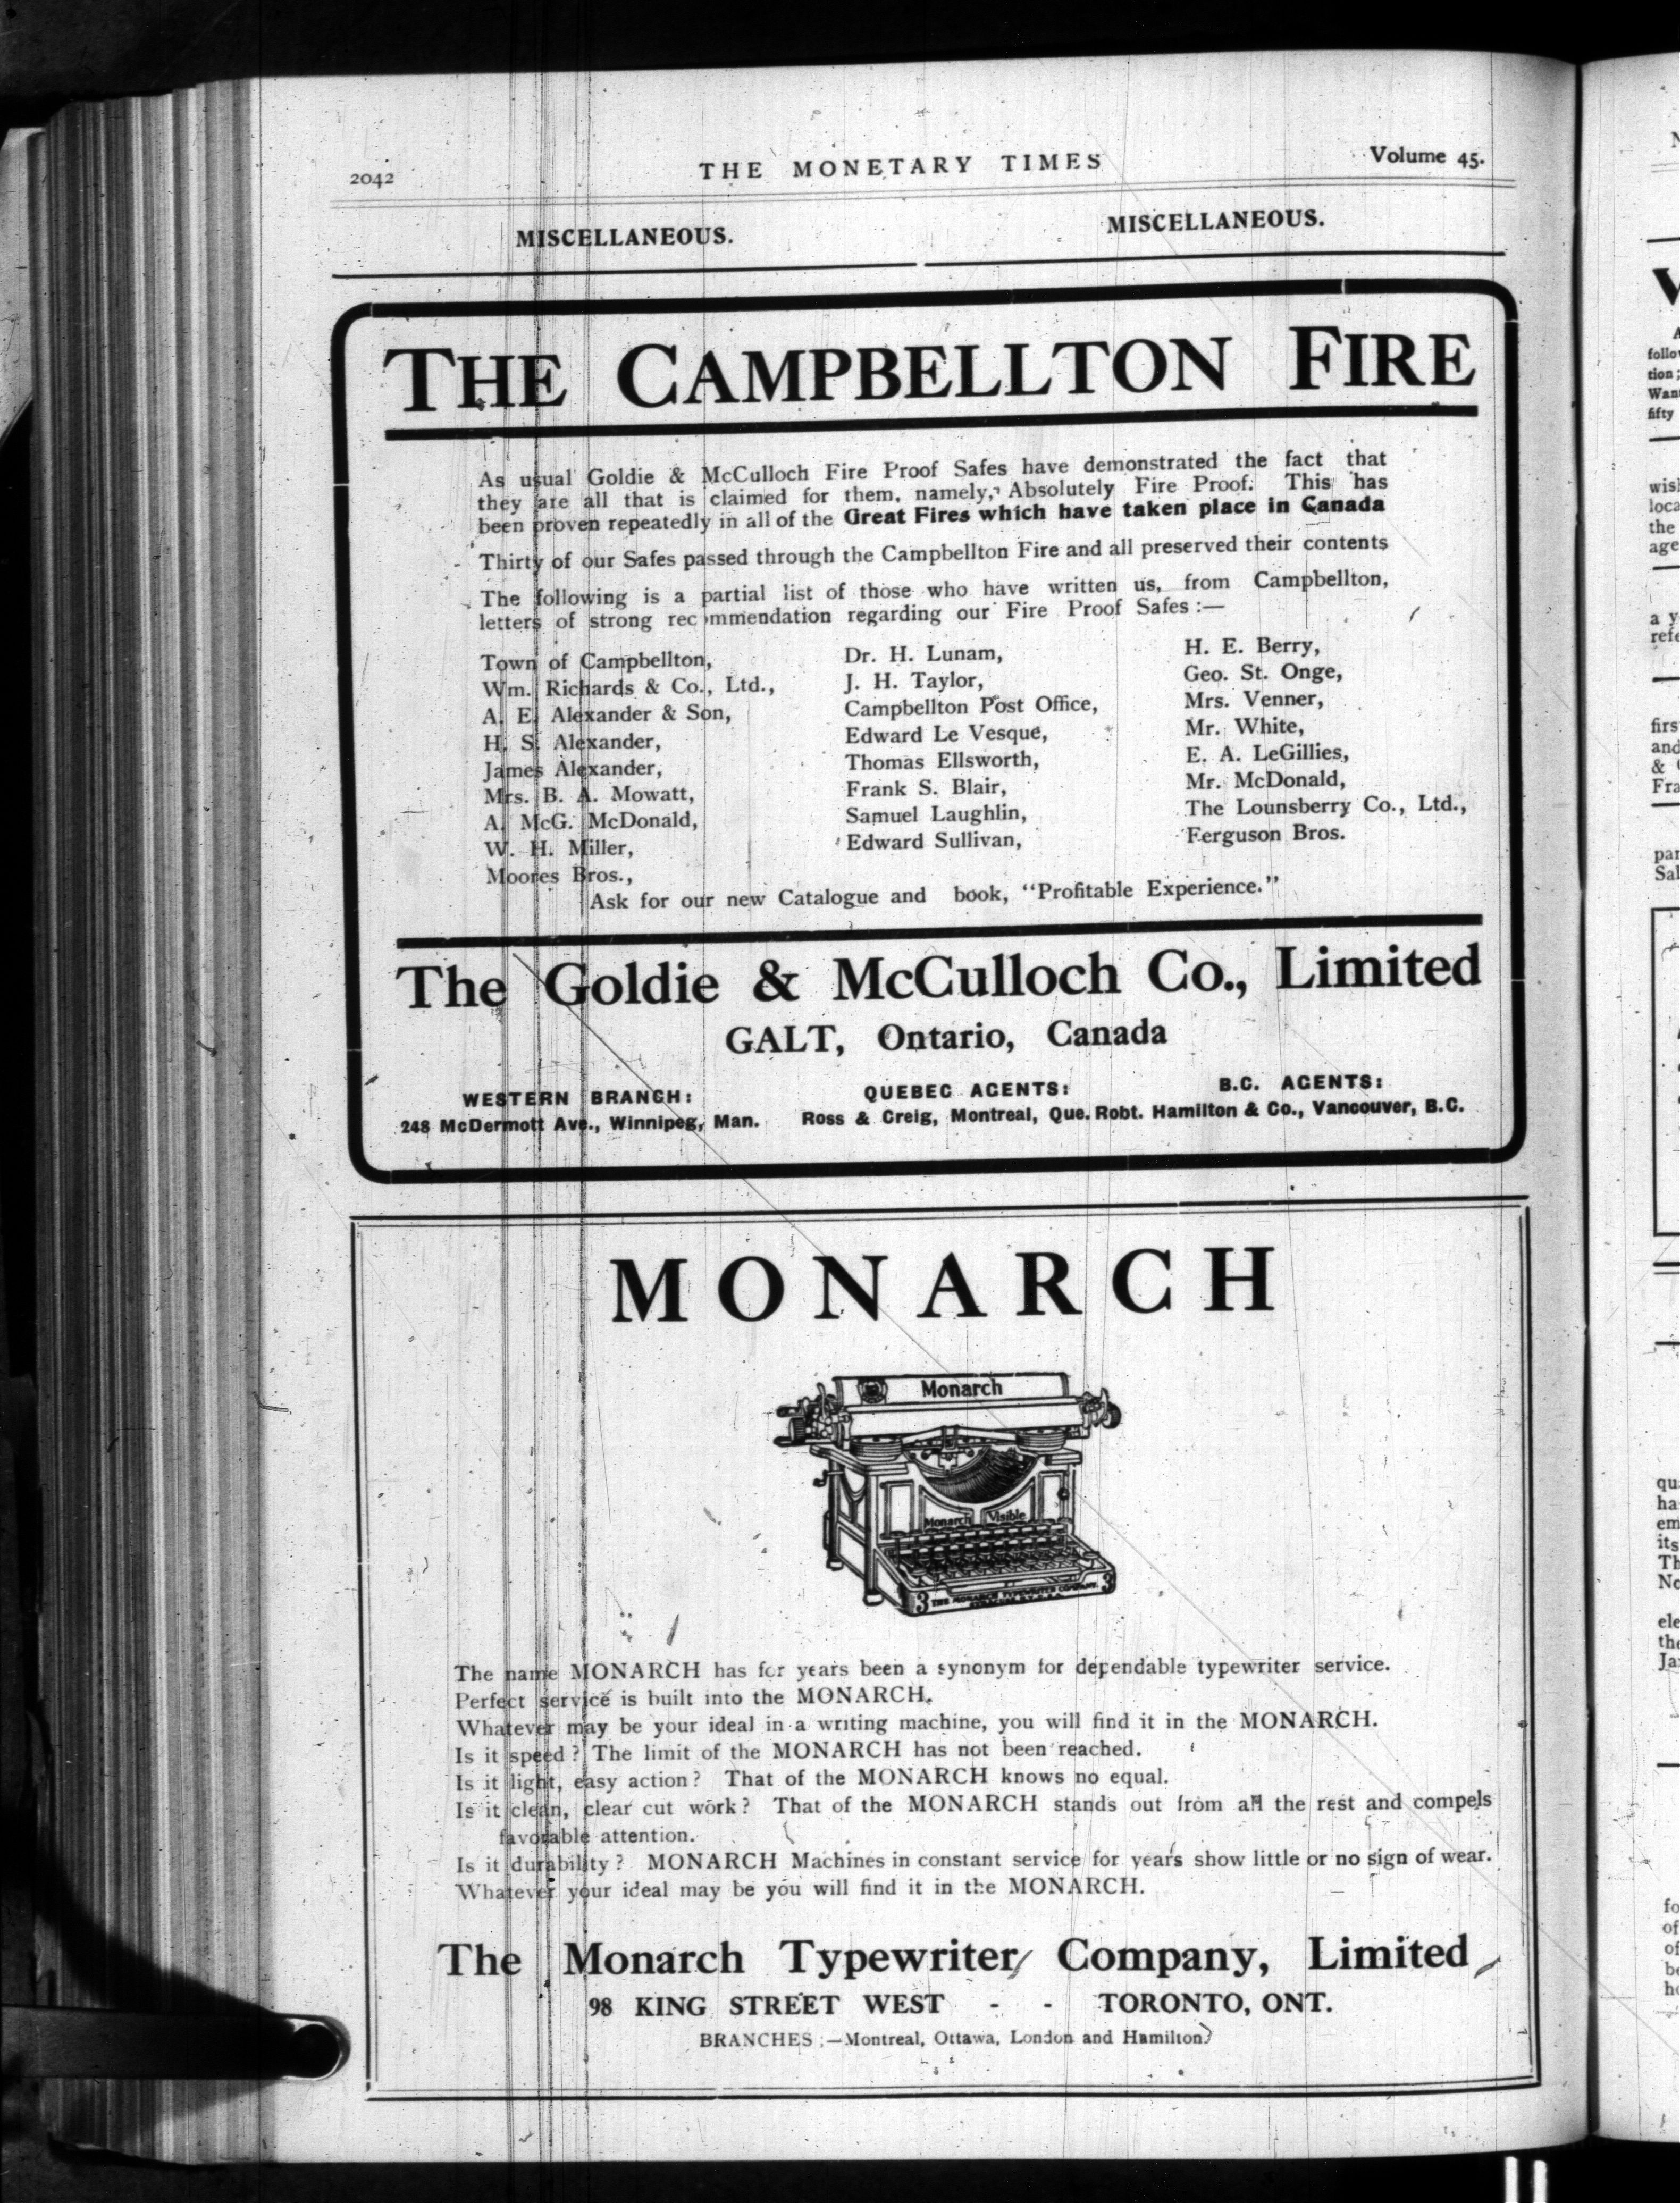 2042
THE MONETARY TIMES
Volume 45.
MISCELLANEOUS.
MISCELLANEOUS.
THE CAMPBELLTON FIRE
As usual Goldie & McCulloch Fire Proof Safes have demonstrated the fact that
they are all that is claimed for them, namely, Absolutely Fire Proof. This has
been proven repeatedly in all of the Great Fires which have taken place in Canada
Thirty of our Safes passed through the Campbellton Fire and all preserved their contents
The following is a partial list of those who have written us, from Campbellton,
letters of strong recommendation regarding our Fire Proof Safes :—
Town of Campbellton,
Wm. Richards & Co., Ltd.,
A. E. Alexander & Son,
H. S. Alexander,
James Alexander,
Mrs. B. A. Mowatt,
A. McG. McDonald,
W. H. Miller,
Moores Bros.,
Dr. H. Lunam,
J. H. Taylor,
Campbellton Post Office,
Edward Le Vesque,
Thomas Ellsworth,
Frank S. Blair,
Samuel Laughlin,
Edward Sullivan,
H. E. Berry,
Geo. St. Onge,
Mrs. Venner,
Mr. White,
E. A. LeGillies,
Mr. McDonald,
The Lounsberry Co., Ltd.,
Ferguson Bros.
Ask for our new Catalogue and book, “Profitable Experience.”
The Goldie & McCulloch Co., Limited
GALT, Ontario, Canada
WESTERN BRANCH:
248 McDermott Ave., Winnipeg, Man.
QUEBEC AGENTS:
Ross & Creig, Montreal, Que.
B.C. AGENTS:
Robt. Hamilton & Co., Vancouver, B.C.
MONARCH
Monarch
Monarch Visible
3 THE MONARCH TYPEWRITER COMPANY. 3
The name MONARCH has for years been a synonym for dependable typewriter service.
Perfect service is built into the MONARCH.
Whatever may be your ideal in a writing machine, you will find it in the MONARCH.
Is it speed ? The limit of the MONARCH has not been reached.
Is it light, easy action ? That of the MONARCH knows no equal.
Is it clean, clear cut work ? That of the MONARCH stands out from all the rest and compels
favorable attention.
Is it durability ? MONARCH Machines in constant service for years show little or no sign of wear.
Whatever your ideal may be you will find it in the MONARCH.
The Monarch Typewriter Company, Limited
98 KING STREET WEST - - TORONTO, ONT.
BRANCHES :—Montreal, Ottawa, London and Hamilton